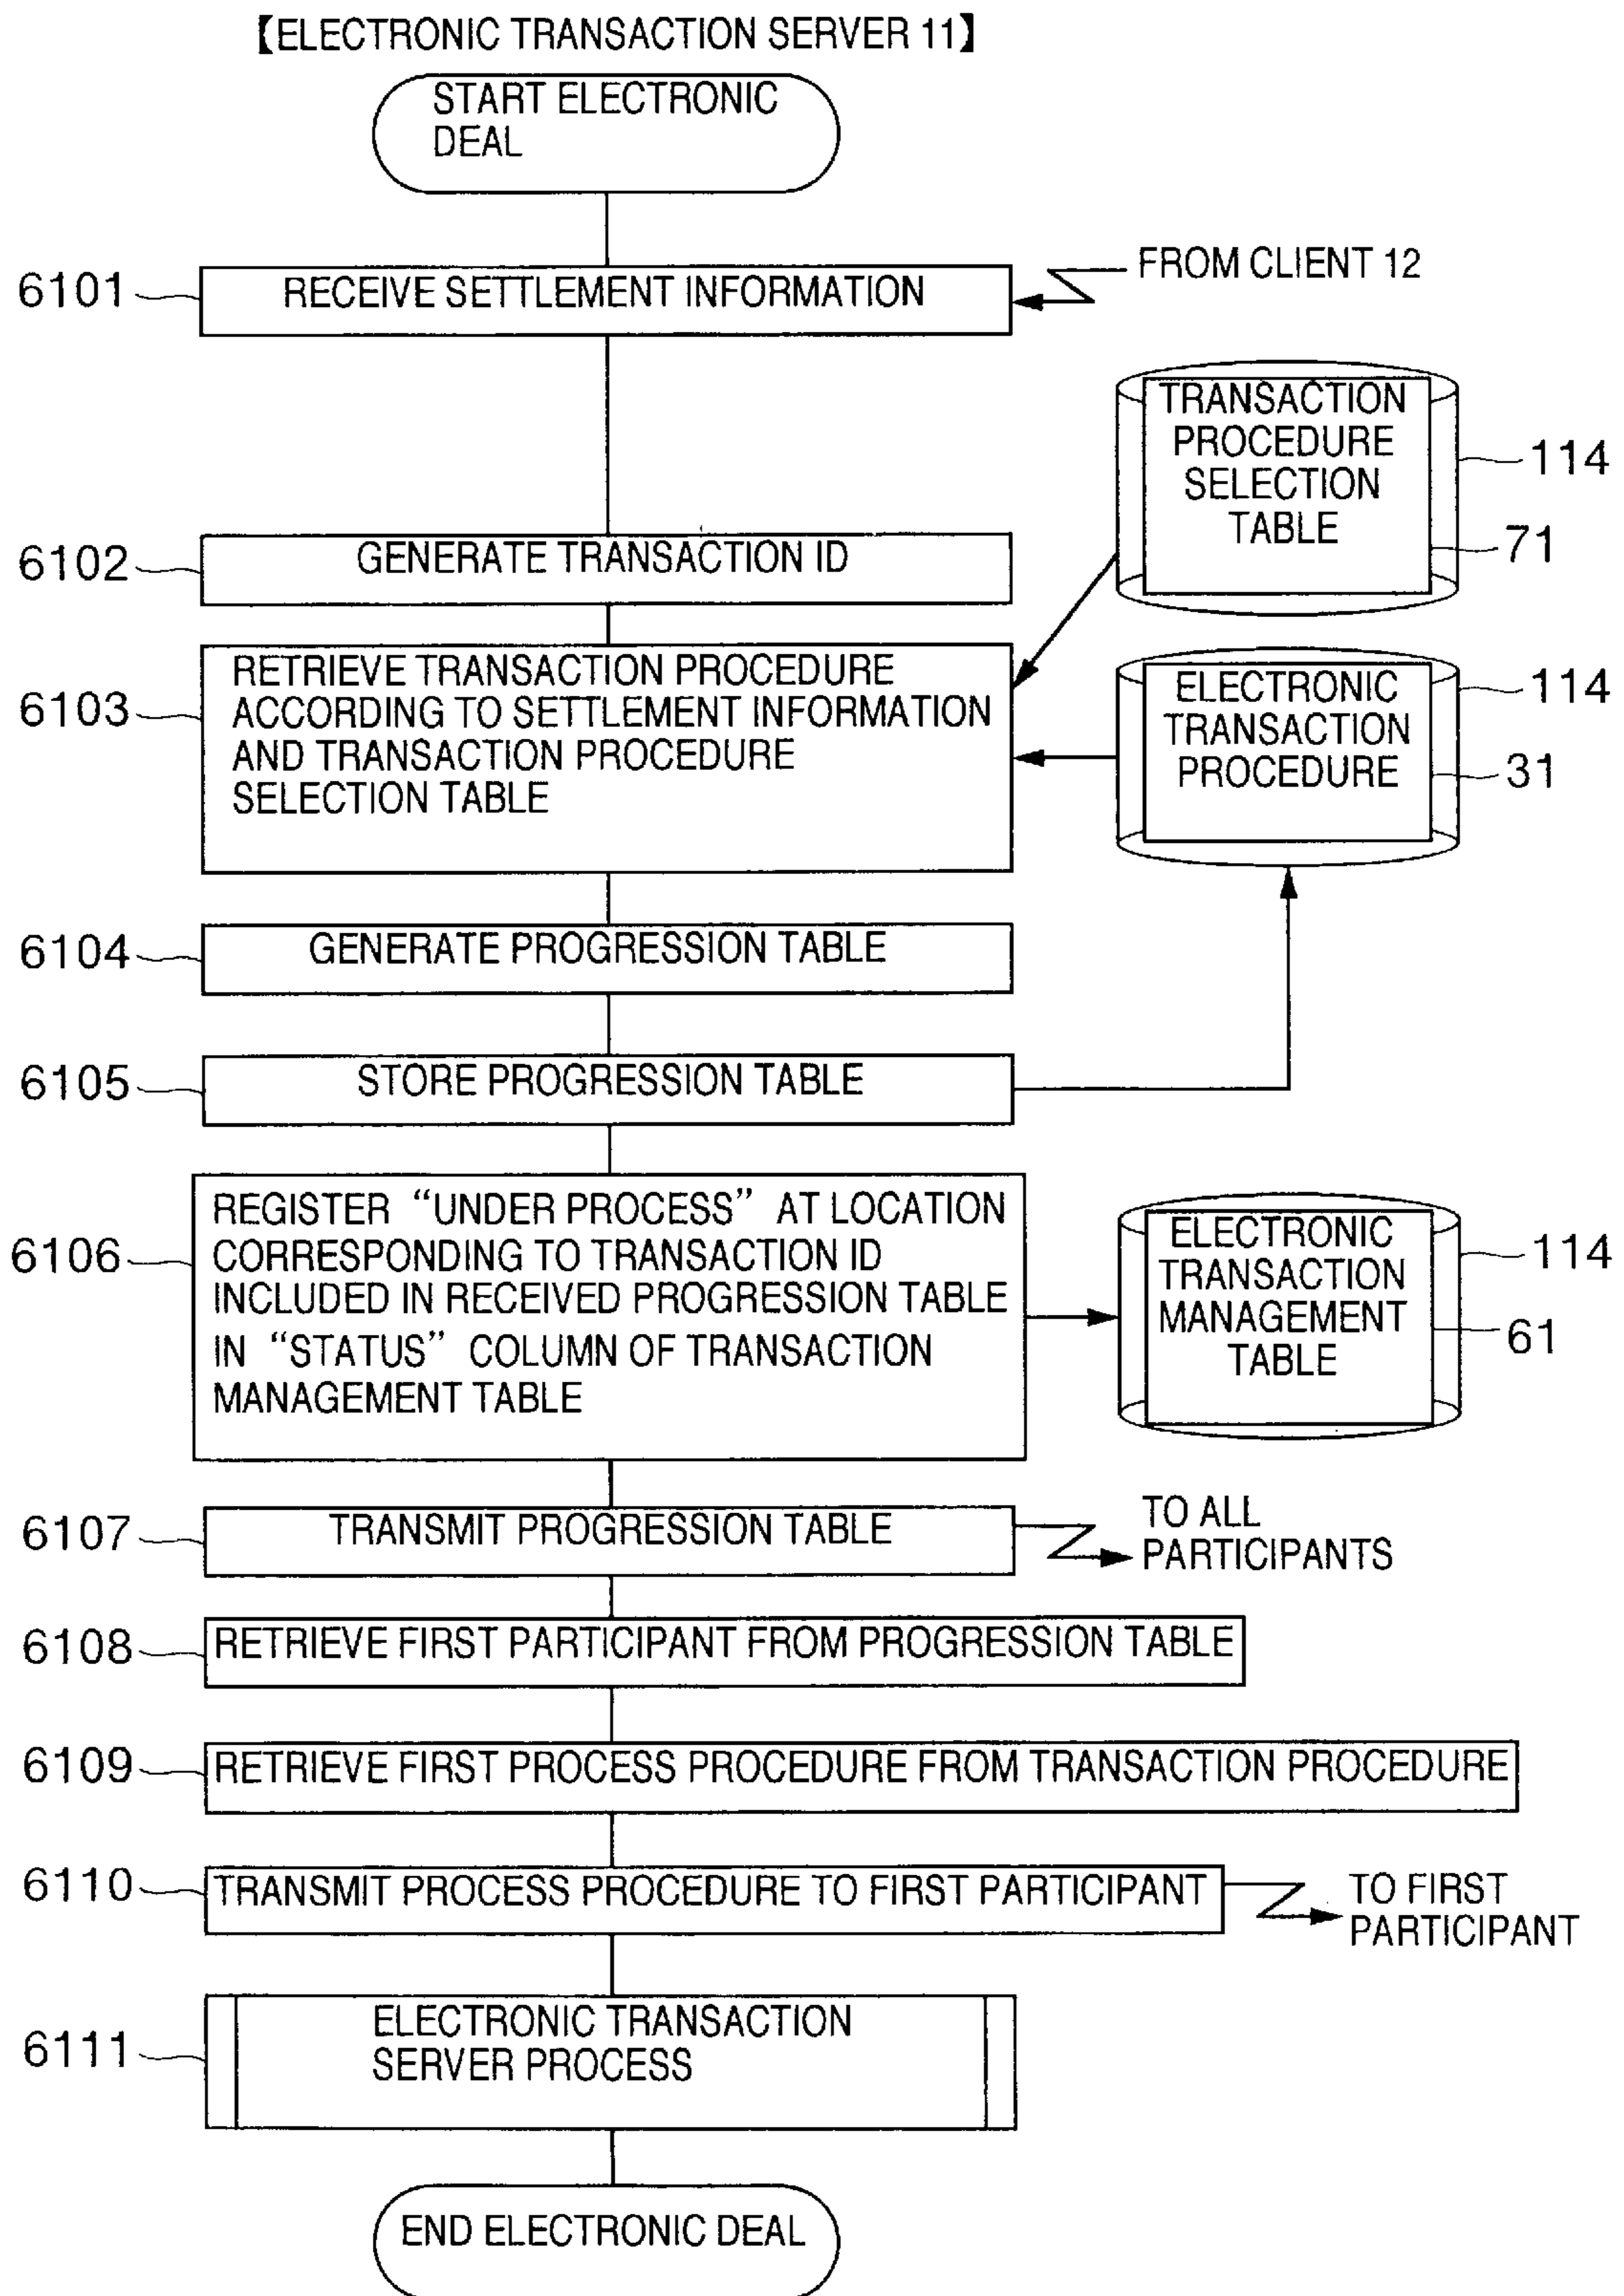 【ELECTRONIC TRANSACTION SERVER 11】
START ELECTRONIC
DEAL
6101
RECEIVE SETTLEMENT INFORMATION
FROM CLIENT 12
TRANSACTION
PROCEDURE
SELECTION
TABLE
114
71
6102
GENERATE TRANSACTION ID
6103
RETRIEVE TRANSACTION PROCEDURE
ACCORDING TO SETTLEMENT INFORMATION
AND TRANSACTION PROCEDURE
SELECTION TABLE
ELECTRONIC
TRANSACTION
PROCEDURE
114
31
6104
GENERATE PROGRESSION TABLE
6105
STORE PROGRESSION TABLE
6106
REGISTER “UNDER PROCESS” AT LOCATION
CORRESPONDING TO TRANSACTION ID
INCLUDED IN RECEIVED PROGRESSION TABLE
IN “STATUS” COLUMN OF TRANSACTION
MANAGEMENT TABLE
ELECTRONIC
TRANSACTION
MANAGEMENT
TABLE
114
61
6107
TRANSMIT PROGRESSION TABLE
TO ALL
PARTICIPANTS
6108
RETRIEVE FIRST PARTICIPANT FROM PROGRESSION TABLE
6109
RETRIEVE FIRST PROCESS PROCEDURE FROM TRANSACTION PROCEDURE
6110
TRANSMIT PROCESS PROCEDURE TO FIRST PARTICIPANT
TO FIRST
PARTICIPANT
6111
ELECTRONIC TRANSACTION
SERVER PROCESS
END ELECTRONIC DEAL